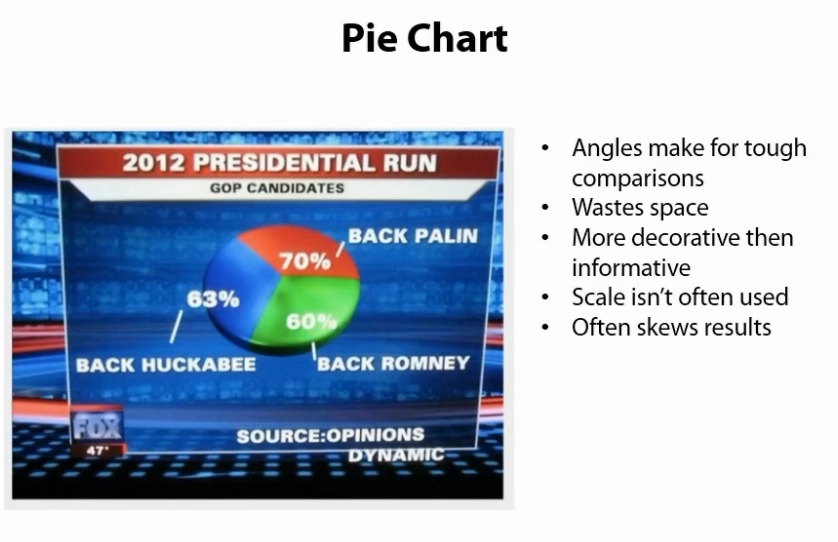 Pie Chart
2012 PRESIDENTIAL RUN
GOP CANDIDATES
BACK PALIN
70%
63%
60%
BACK HUCKABEE
BACK ROMNEY
FOX
47°
SOURCE:OPINIONS
DYNAMIC
• Angles make for tough
comparisons
• Wastes space
• More decorative then
informative
• Scale isn't often used
• Often skews results